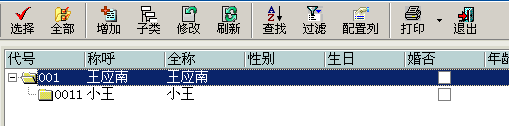 选择 全部 增加 子类 修改 刷新 查找 过滤 配置列 打印 退出
代号 称呼 全称 性别 生日 婚否 年龄
001 王应南 王应南
0011 小王 小王